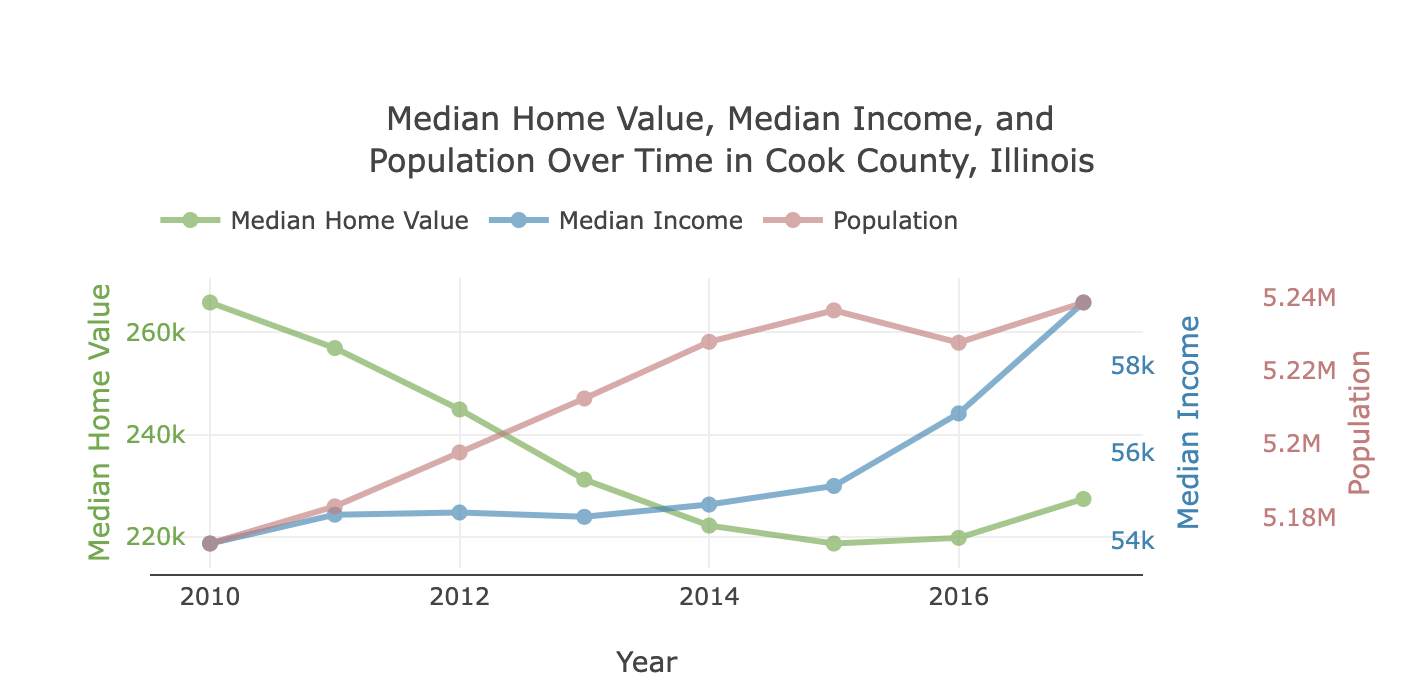 Median Home Value, Median Income, and
Population Over Time in Cook County, Illinois
Median Home Value Median Income Population
Median Home Value
260k
240k
220k
58k
56k
54k
Median Income
5.24M
5.22M
5.2M
5.18M
Population
2010 2012 2014 2016
Year